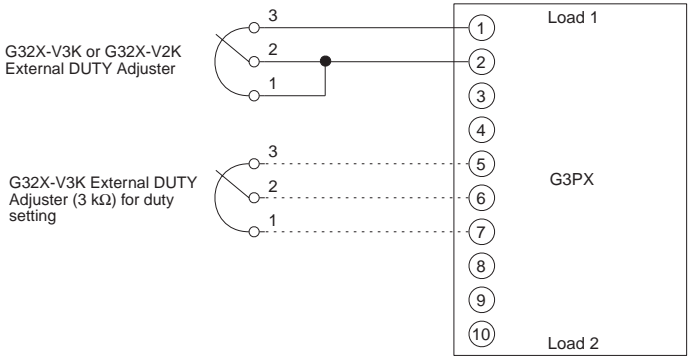 Load 1
3
1
G32X-V3K or G32X-V2K
External DUTY Adjuster
2
2
1
3
4
3
5
G32X-V3K External DUTY
Adjuster (3 kΩ) for duty
setting
G3PX
2
6
1
7
8
9
10
Load 2